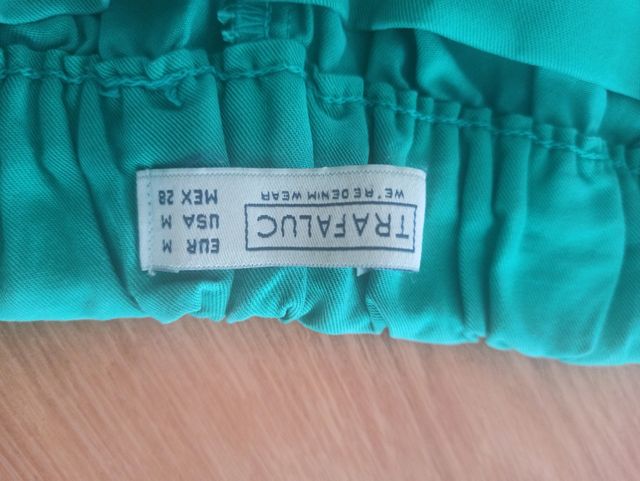 TRAFALUC
WE'RE DENIM WEAR
EUR M
USA M
MEX 28